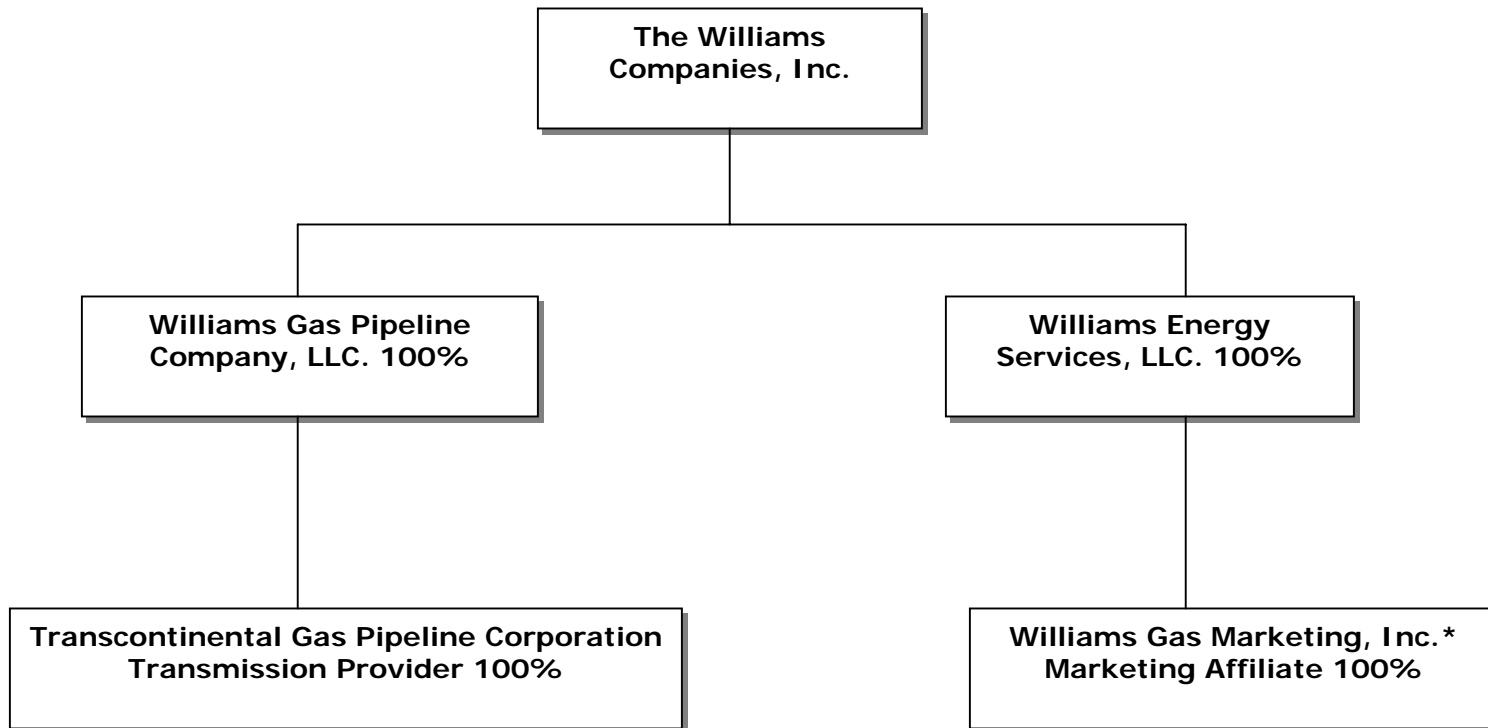 The Williams
Companies, Inc.
Williams Gas Pipeline
Company, LLC. 100%
Williams Energy
Services, LLC. 100%
Transcontinental Gas Pipeline Corporation
Transmission Provider 100%
Williams Gas Marketing, Inc.*
Marketing Affiliate 100%